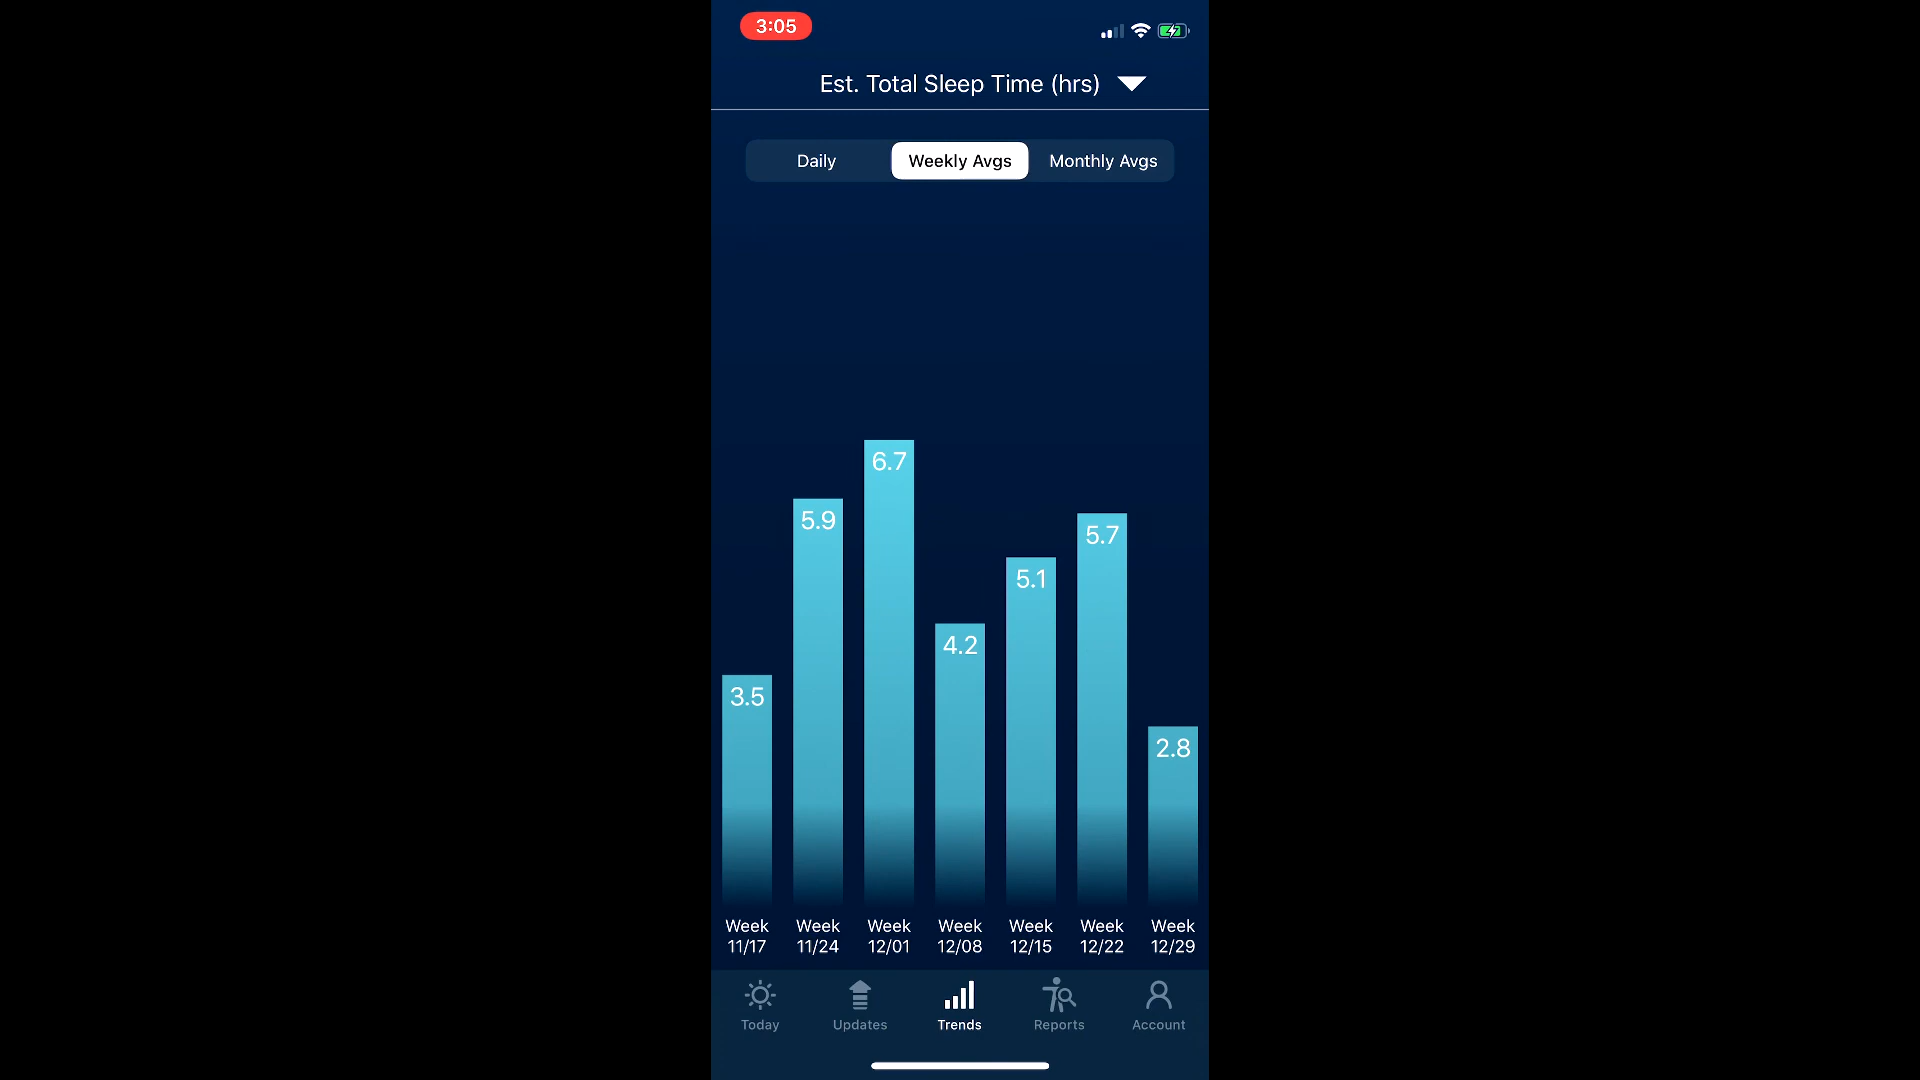 3:05
Est. Total Sleep Time (hrs)
Daily
Weekly Avgs
Monthly Avgs
6.7
5.9
5.7
5.1
4.2
3.5
2.8
Week 11/17
Week 11/24
Week 12/01
Week 12/08
Week 12/15
Week 12/22
Week 12/29
Today
Updates
Trends
Reports
Account